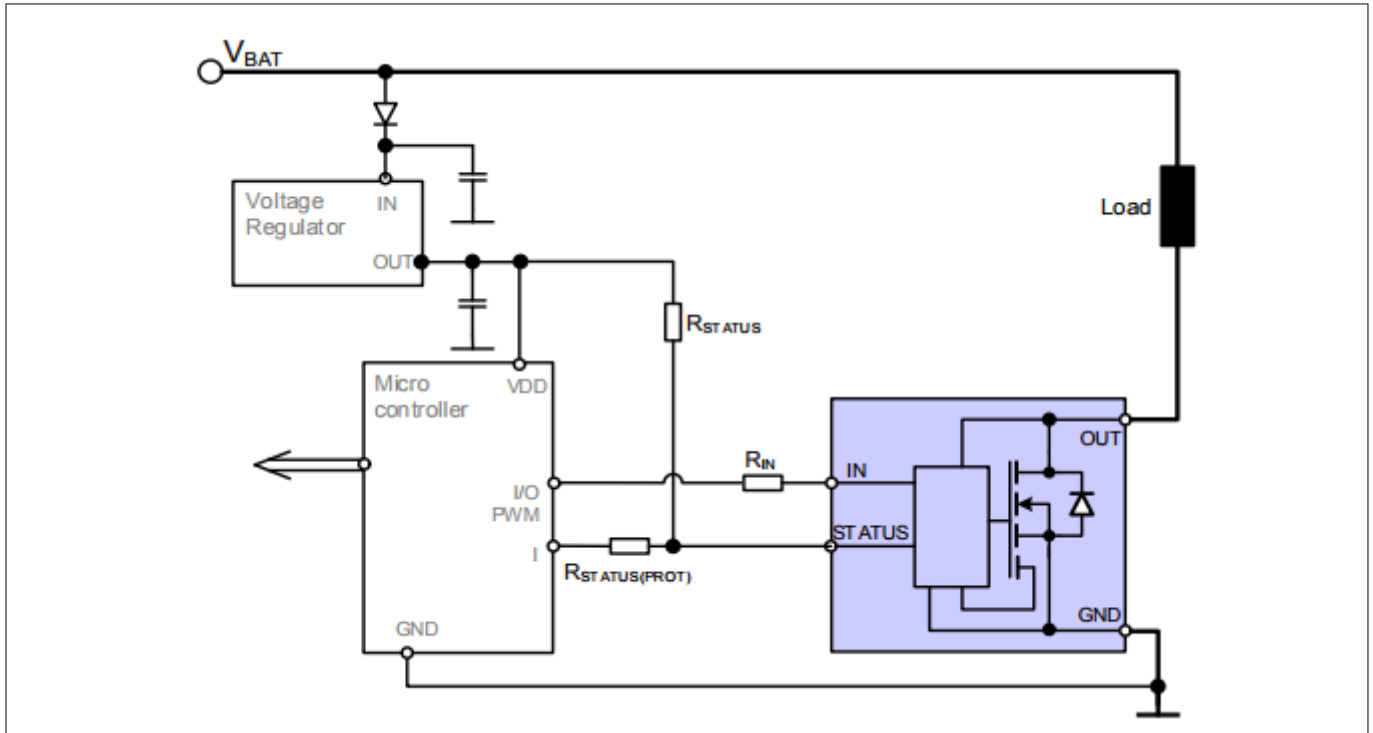 VBAT
Voltage
Regulator
IN
OUT
Load
RSTATUS
Micro
controller
VDD
RIN
IN
OUT
I/O
PWM
STATUS
I
RSTATUS(PROT)
GND
GND